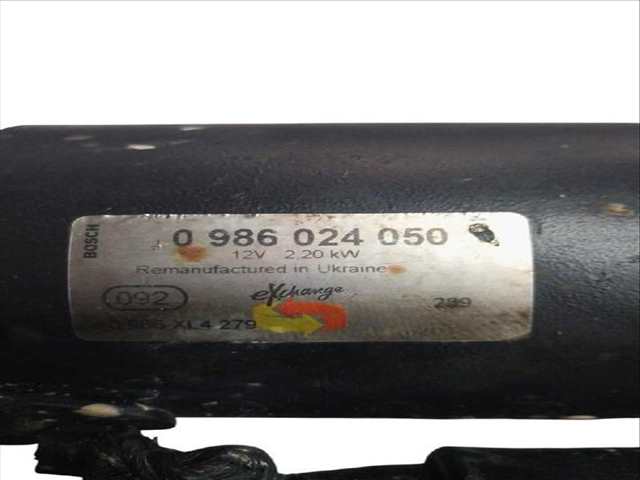 BOSCH
0 986 024 050
12V 2,20 kW
Remanufactured in Ukraine
092
eXchange
289
XL4 279